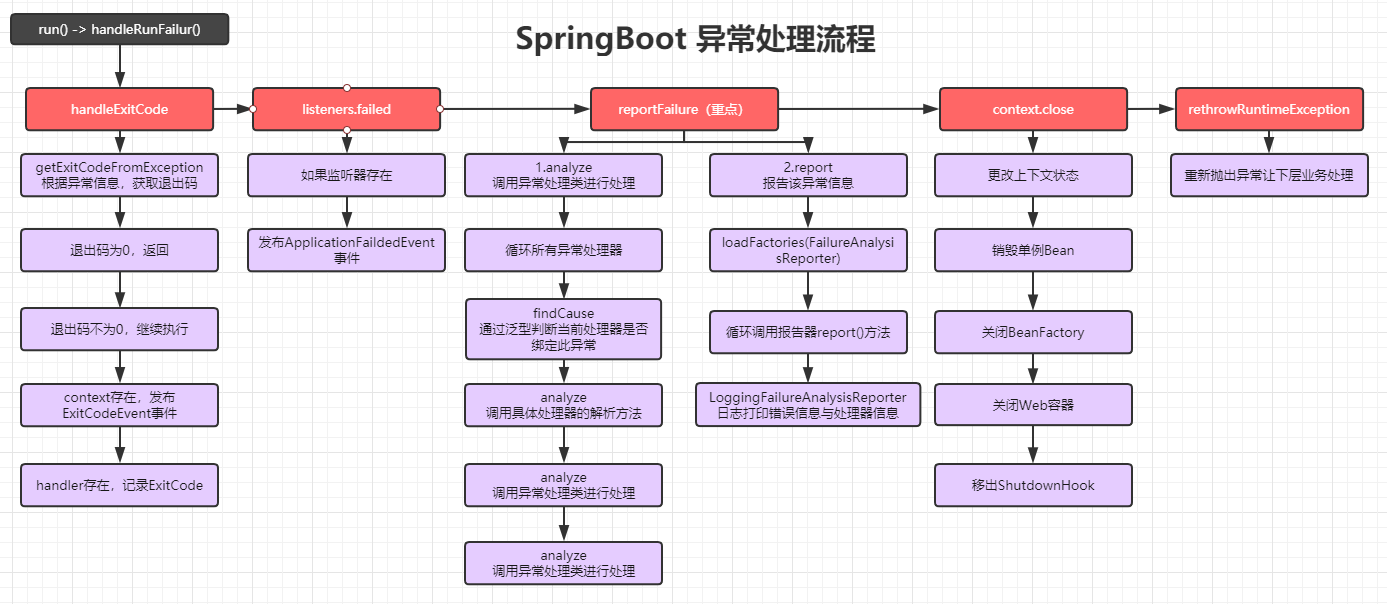 run() -> handleRunFailur()
SpringBoot 异常处理流程
handleExitCode
listeners.failed
reportFailure（重点）
context.close
rethrowRuntimeException
getExitCodeFromException
根据异常信息，获取退出码
退出码为0，返回
退出码不为0，继续执行
context存在，发布
ExitCodeEvent事件
handler存在，记录ExitCode
如果监听器存在
发布ApplicationFaildedEvent
事件
1.analyze
调用异常处理类进行处理
循环所有异常处理器
findCause
通过泛型判断当前处理器是否
绑定此异常
analyze
调用具体处理器的解析方法
analyze
调用异常处理类进行处理
analyze
调用异常处理类进行处理
2.report
报告该异常信息
loadFactories(FailureAnalysi
sReporter)
循环调用报告器report()方法
LoggingFailureAnalysisReporter
日志打印错误信息与处理器信息
更改上下文状态
销毁单例Bean
关闭BeanFactory
关闭Web容器
移出ShutdownHook
重新抛出异常让下层业务处理